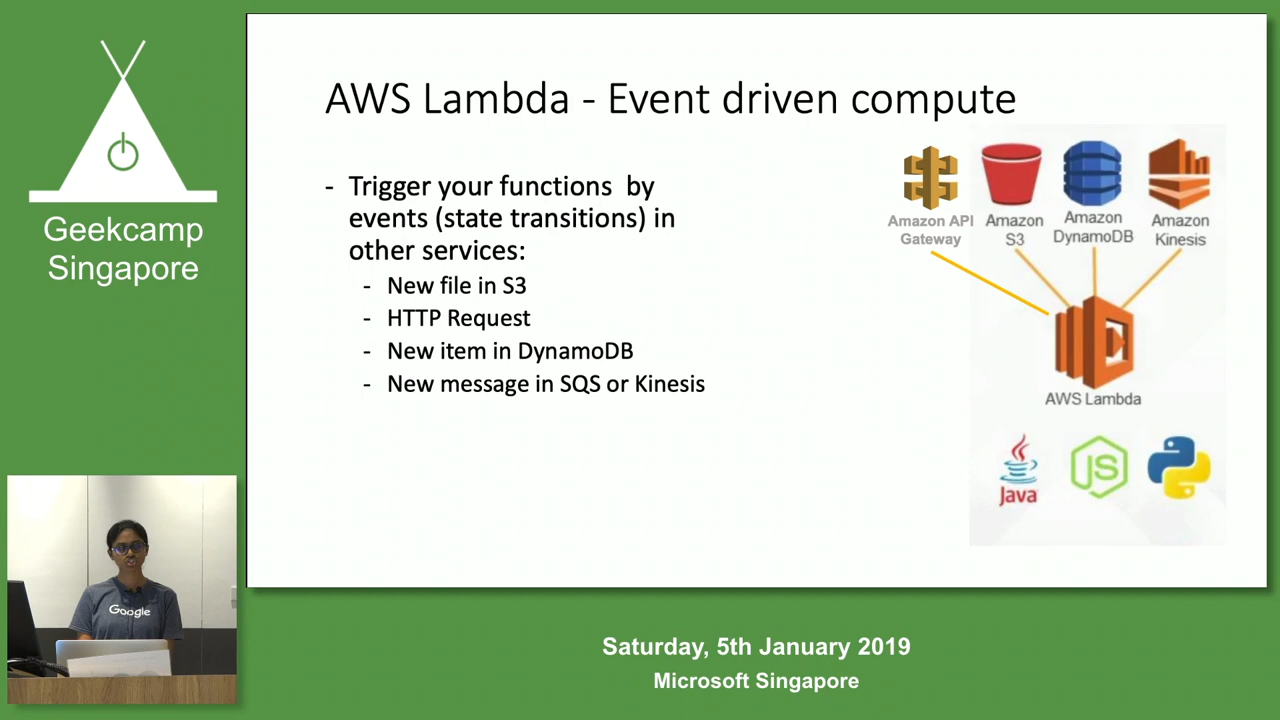 Geekcamp
Singapore
AWS Lambda - Event driven compute
- Trigger your functions by
events (state transitions) in
other services:
- New file in S3
- HTTP Request
- New item in DynamoDB
- New message in SQS or Kinesis
Amazon API
Gateway
Amazon
S3
Amazon
DynamoDB
Amazon
Kinesis
AWS Lambda
Java
JS
Google
Saturday, 5th January 2019
Microsoft Singapore